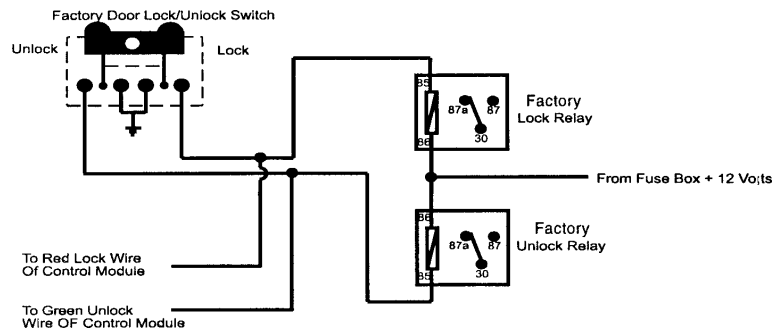 Factory Door Lock/Unlock Switch
Unlock
Lock
85
87a
87
30
86
Factory
Lock Relay
From Fuse Box + 12 Vo;ts
86
87a
87
30
85
Factory
Unlock Relay
To Red Lock Wire
Of Control Module
To Green Unlock
Wire OF Control Module